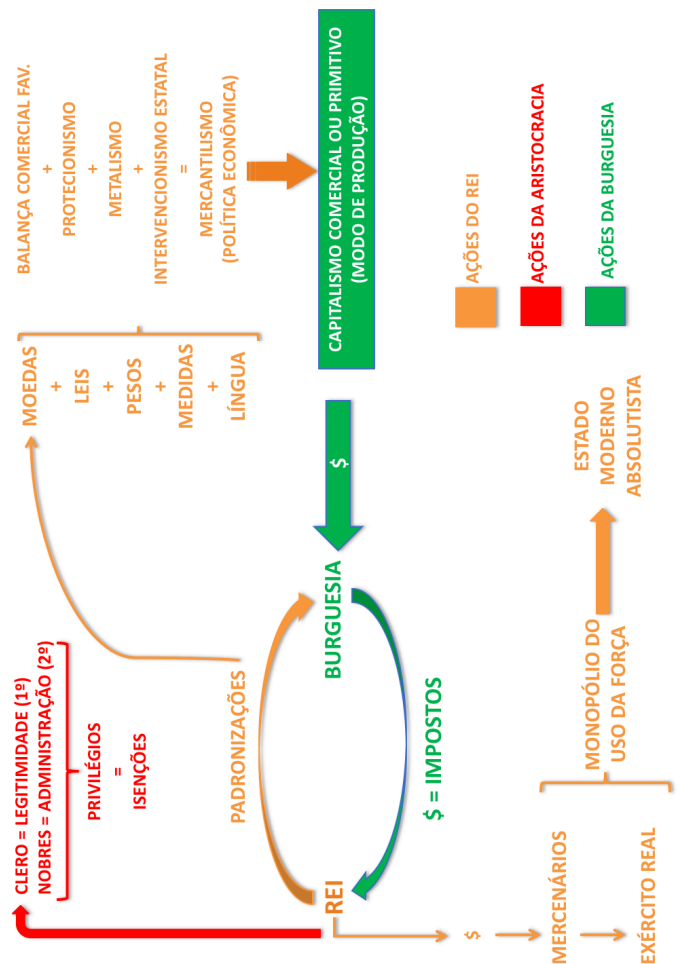 CLERO = LEGITIMIDADE (1º)
NOBRES = ADMINISTRAÇÃO (2º)
PRIVILÉGIOS
=
ISENÇÕES
MOEDAS
+
LEIS
+
PESOS
+
MEDIDAS
+
LÍNGUA
BALANÇA COMERCIAL FAV.
+
PROTECIONISMO
+
METALISMO
+
INTERVENCIONISMO ESTATAL
=
MERCANTILISMO
(POLÍTICA ECONÔMICA)
PADRONIZAÇÕES
REI
BURGUESIA
$
CAPITALISMO COMERCIAL OU PRIMITIVO
(MODO DE PRODUÇÃO)
$ = IMPOSTOS
$
MERCENÁRIOS
EXÉRCITO REAL
MONOPÓLIO DO
USO DA FORÇA
ESTADO
MODERNO
ABSOLUTISTA
AÇÕES DO REI
AÇÕES DA ARISTOCRACIA
AÇÕES DA BURGUESIA